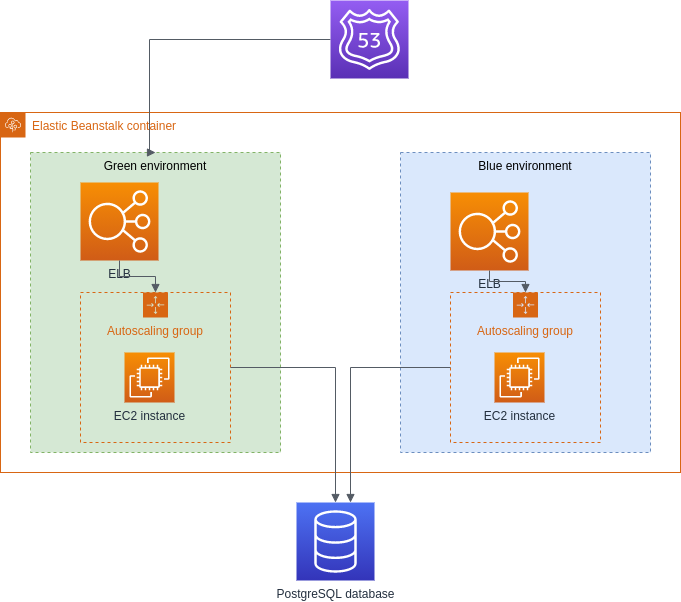 53
Elastic Beanstalk container
Green environment
Blue environment
ELB
ELB
Autoscaling group
Autoscaling group
EC2 instance
EC2 instance
PostgreSQL database